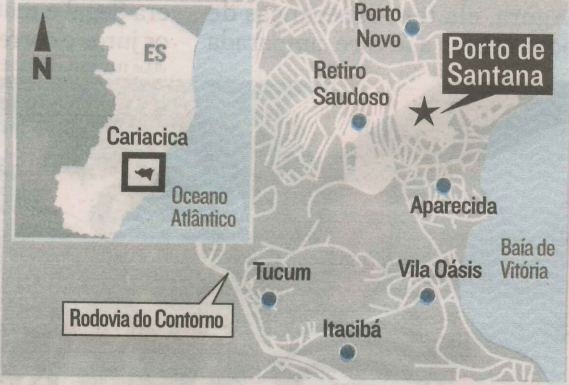 N
ES
Cariacica
Oceano
Atlântico
Porto
Novo
Porto de
Santana
Retiro
Saudoso
Aparecida
Baía de
Vitória
Tucum
Vila Oásis
Rodovia do Contorno
Itacibá